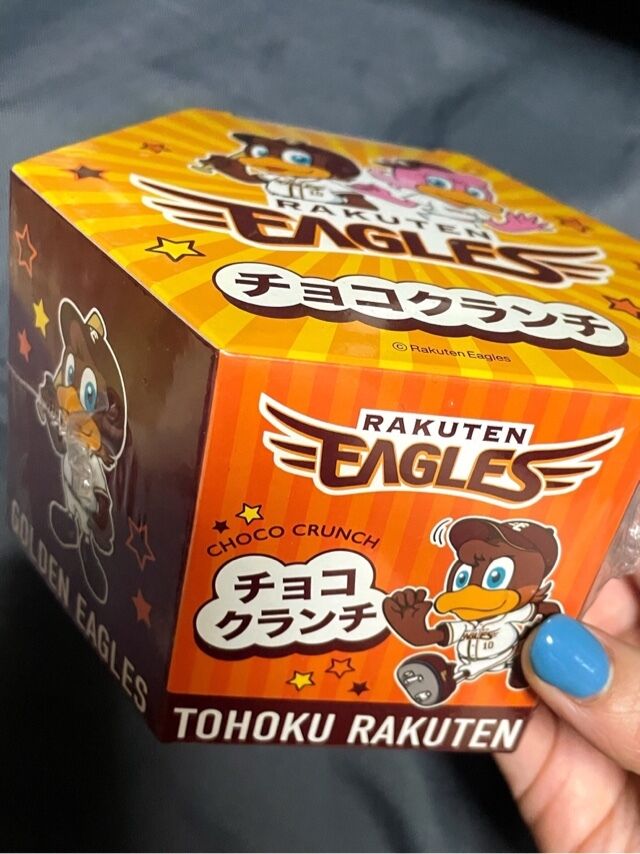 RAKUTEN
EAGLES
チョコクランチ
© Rakuten Eagles
RAKUTEN
EAGLES
CHOCO CRUNCH
チョコ
クランチ
EAGLES
10
TOHOKU RAKUTEN
GOLDEN EAGLES